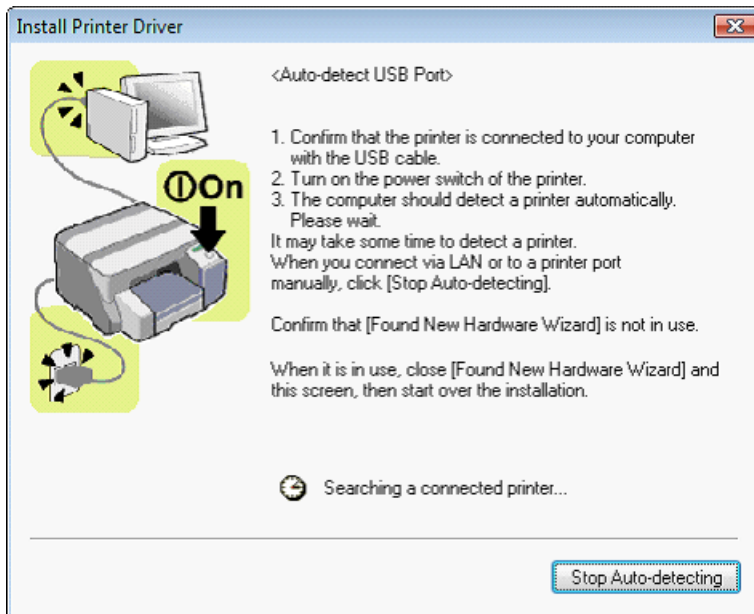 Install Printer Driver
<Auto-detect USB Port>
1. Confirm that the printer is connected to your computer
with the USB cable.
2. Turn on the power switch of the printer.
3. The computer should detect a printer automatically.
Please wait.
It may take some time to detect a printer.
When you connect via LAN or to a printer port
manually, click [Stop Auto-detecting].
Confirm that [Found New Hardware Wizard] is not in use.
When it is in use, close [Found New Hardware Wizard] and
this screen, then start over the installation.
On
Searching a connected printer...
Stop Auto-detecting